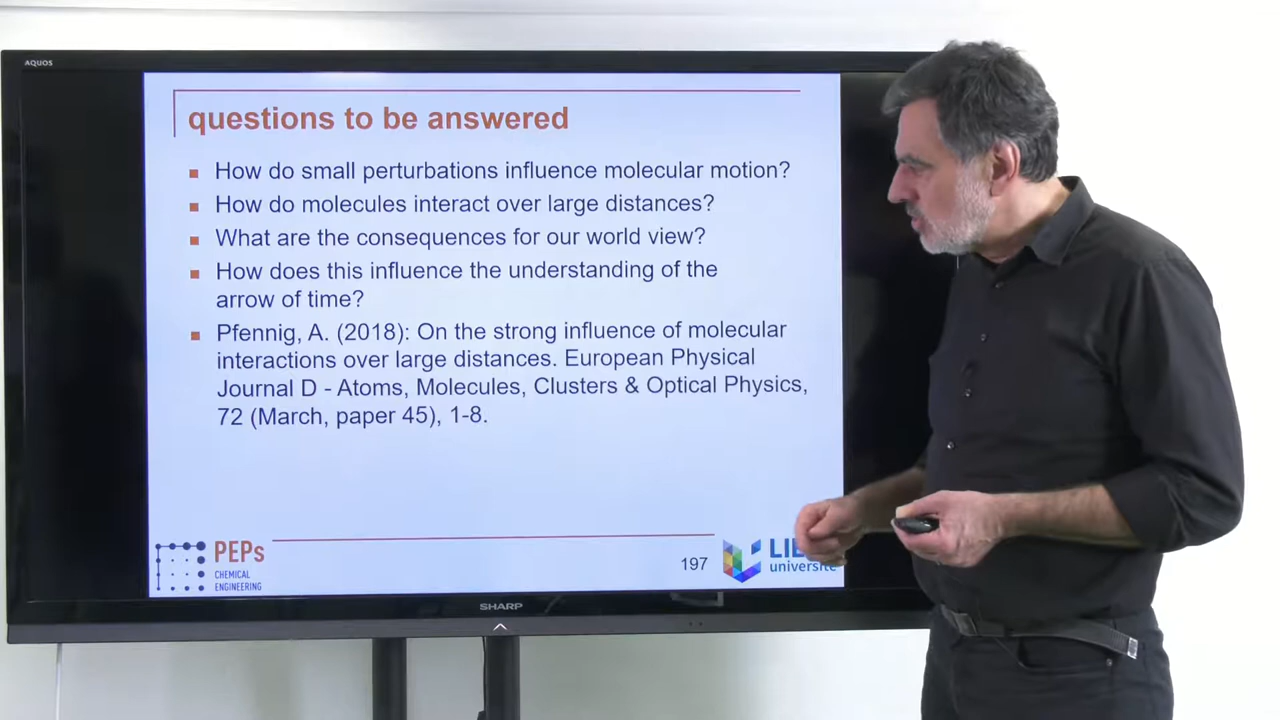 AQUOS
questions to be answered
How do small perturbations influence molecular motion?
How do molecules interact over large distances?
What are the consequences for our world view?
How does this influence the understanding of the
arrow of time?
Pfennig, A. (2018): On the strong influence of molecular
interactions over large distances. European Physical
Journal D - Atoms, Molecules, Clusters & Optical Physics,
72 (March, paper 45), 1-8.
PEPs
CHEMICAL
ENGINEERING
197
université
SHARP